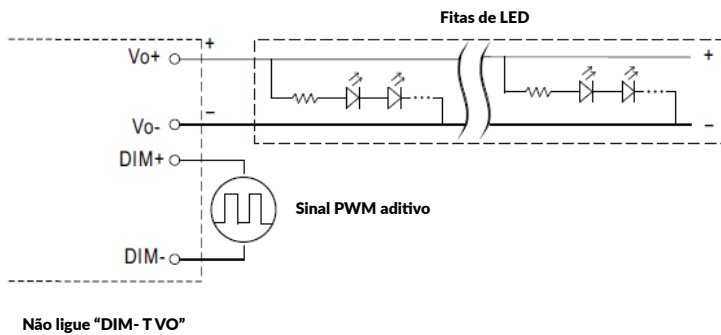 Fitas de LED
Vo+
+
+
Vo-
−
−
DIM+
Sinal PWM aditivo
DIM-
Não ligue “DIM- T VO”